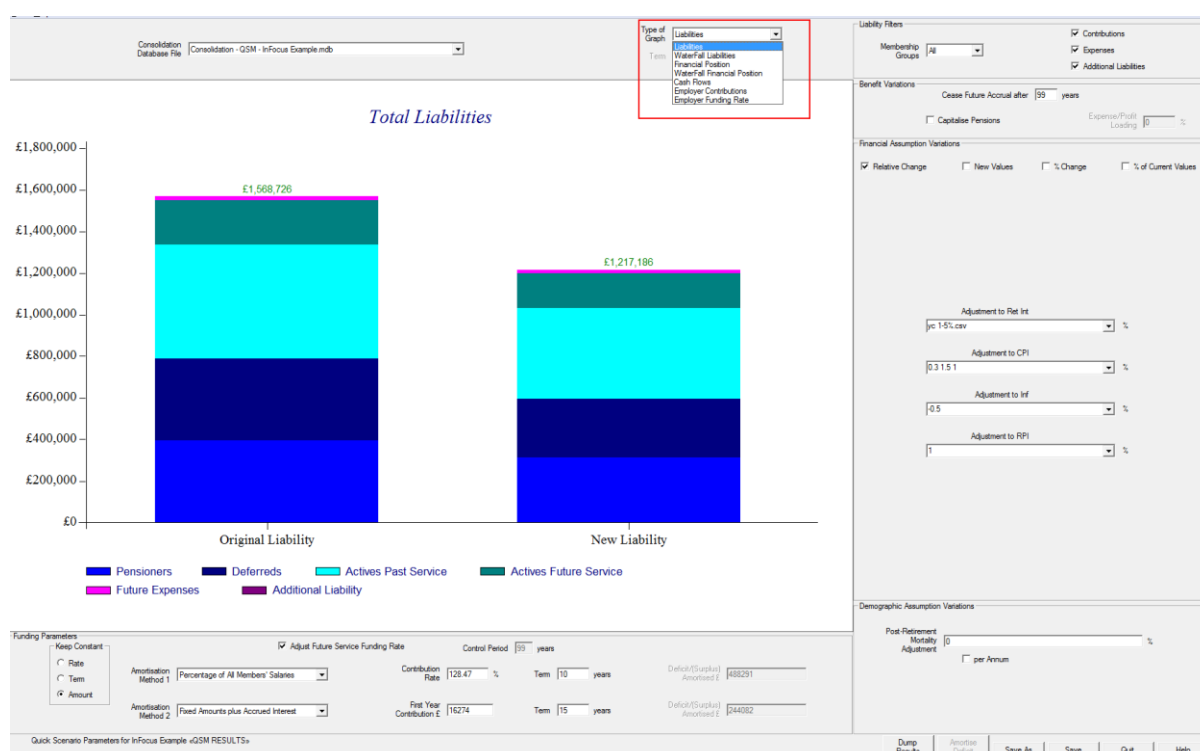 Consolidation
Database File
Consolidation - QSM - InFocus Example.mdb
Type of
Graph
Liabilities
Term
Liabilities
WaterFall Liabilities
Financial Position
WaterFall Financial Position
Cash Flows
Employer Contributions
Employer Funding Rate
Liability Filters
Membership
Groups
All
Contributions
Expenses
Additional Liabilities
Benefit Variations
Cease Future Accrual after 99 years
Capitalise Pensions
Expense/Profit
Loading 0 %
Financial Assumption Variations
Relative Change New Values % Change % of Current Values
Adjustment to Ret Int
yc 1-5%.csv %
Adjustment to CPI
0.3 1.5 1 %
Adjustment to Inf
-0.5 %
Adjustment to RPI
1 %
Total Liabilities
£1,800,000
£1,600,000
£1,400,000
£1,200,000
£1,000,000
£800,000
£600,000
£400,000
£200,000
£0
£1,568,726
£1,217,186
Original Liability New Liability
Pensioners Deferreds Actives Past Service Actives Future Service
Future Expenses Additional Liability
Demographic Assumption Variations
Post-Retirement
Mortality
Adjustment
0 %
per Annum
Funding Parameters
Keep Constant
Rate
Term
Amount
Adjust Future Service Funding Rate Control Period 99 years
Amortisation
Method 1
Percentage of All Members' Salaries
Contribution
Rate
128.47 % Term 10 years
Deficit/(Surplus)
Amortised £
488291
Amortisation
Method 2
Fixed Amounts plus Accrued Interest
First Year
Contribution £
16274 Term 15 years
Deficit/(Surplus)
Amortised £
244082
Quick Scenario Parameters for InFocus Example «QSM RESULTS»
Dump
Results
Amortise
Deficit
Save As Save Quit Help